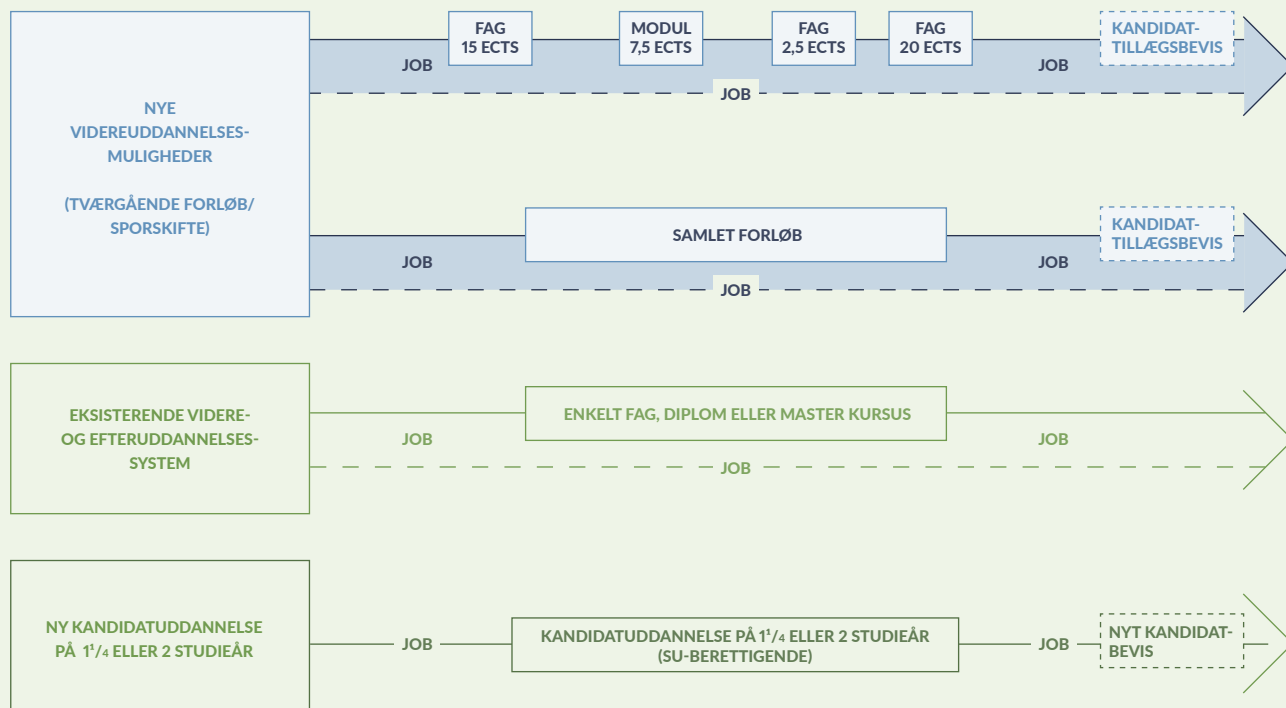 NYE
VIDEREUDDANNELSES-
MULIGHEDER
(TVÆRGÅENDE FORLØB/
SPORSKIFTE)
FAG
15 ECTS
MODUL
7,5 ECTS
FAG
2,5 ECTS
FAG
20 ECTS
KANDIDAT-
TILLÆGSBEVIS
JOB
JOB
JOB
SAMLET FORLØB
KANDIDAT-
TILLÆGSBEVIS
JOB
JOB
JOB
EKSISTERENDE VIDERE-
OG EFTERUDDANNELSES-
SYSTEM
ENKELT FAG, DIPLOM ELLER MASTER KURSUS
JOB
JOB
JOB
NY KANDIDATUDDANNELSE
PÅ 1¹/4 ELLER 2 STUDIEÅR
JOB
KANDIDATUDDANNELSE PÅ 1¹/4 ELLER 2 STUDIEÅR
(SU-BERETTIGENDE)
JOB
NYT KANDIDAT-
BEVIS